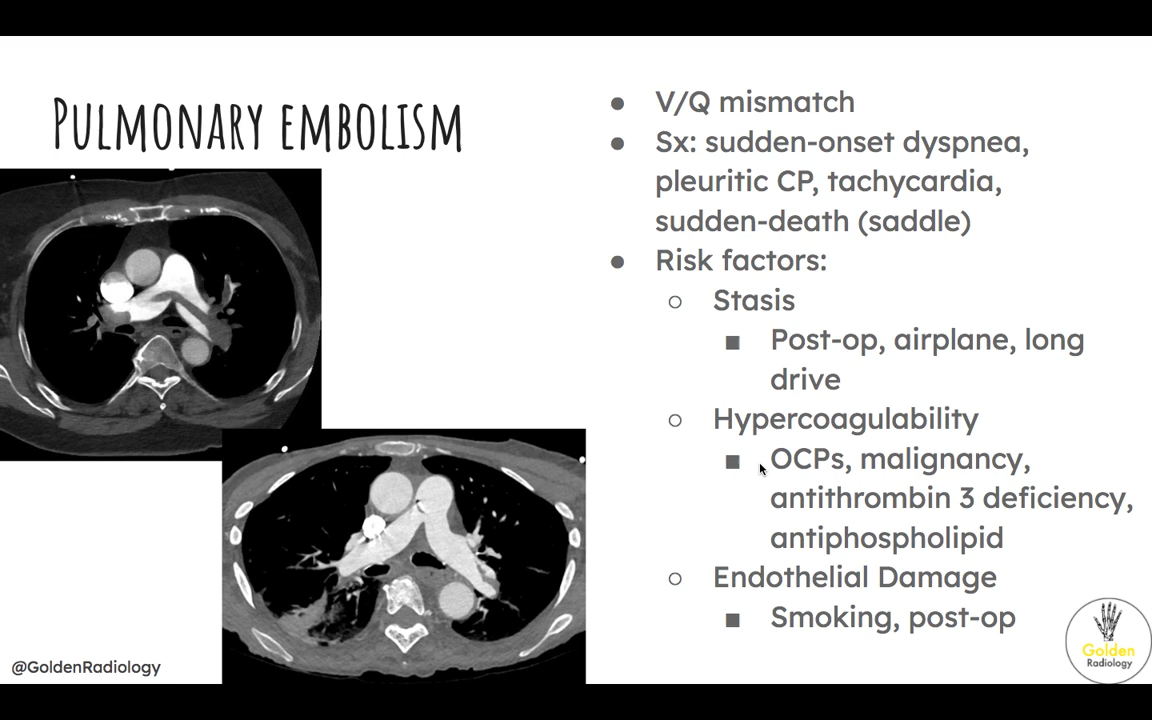 Pulmonary embolism
● V/Q mismatch
● Sx: sudden-onset dyspnea,
pleuritic CP, tachycardia,
sudden-death (saddle)
● Risk factors:
○ Stasis
■ Post-op, airplane, long
drive
○ Hypercoagulability
■ OCPs, malignancy,
antithrombin 3 deficiency,
antiphospholipid
○ Endothelial Damage
■ Smoking, post-op
@GoldenRadiology
Golden
Radiology